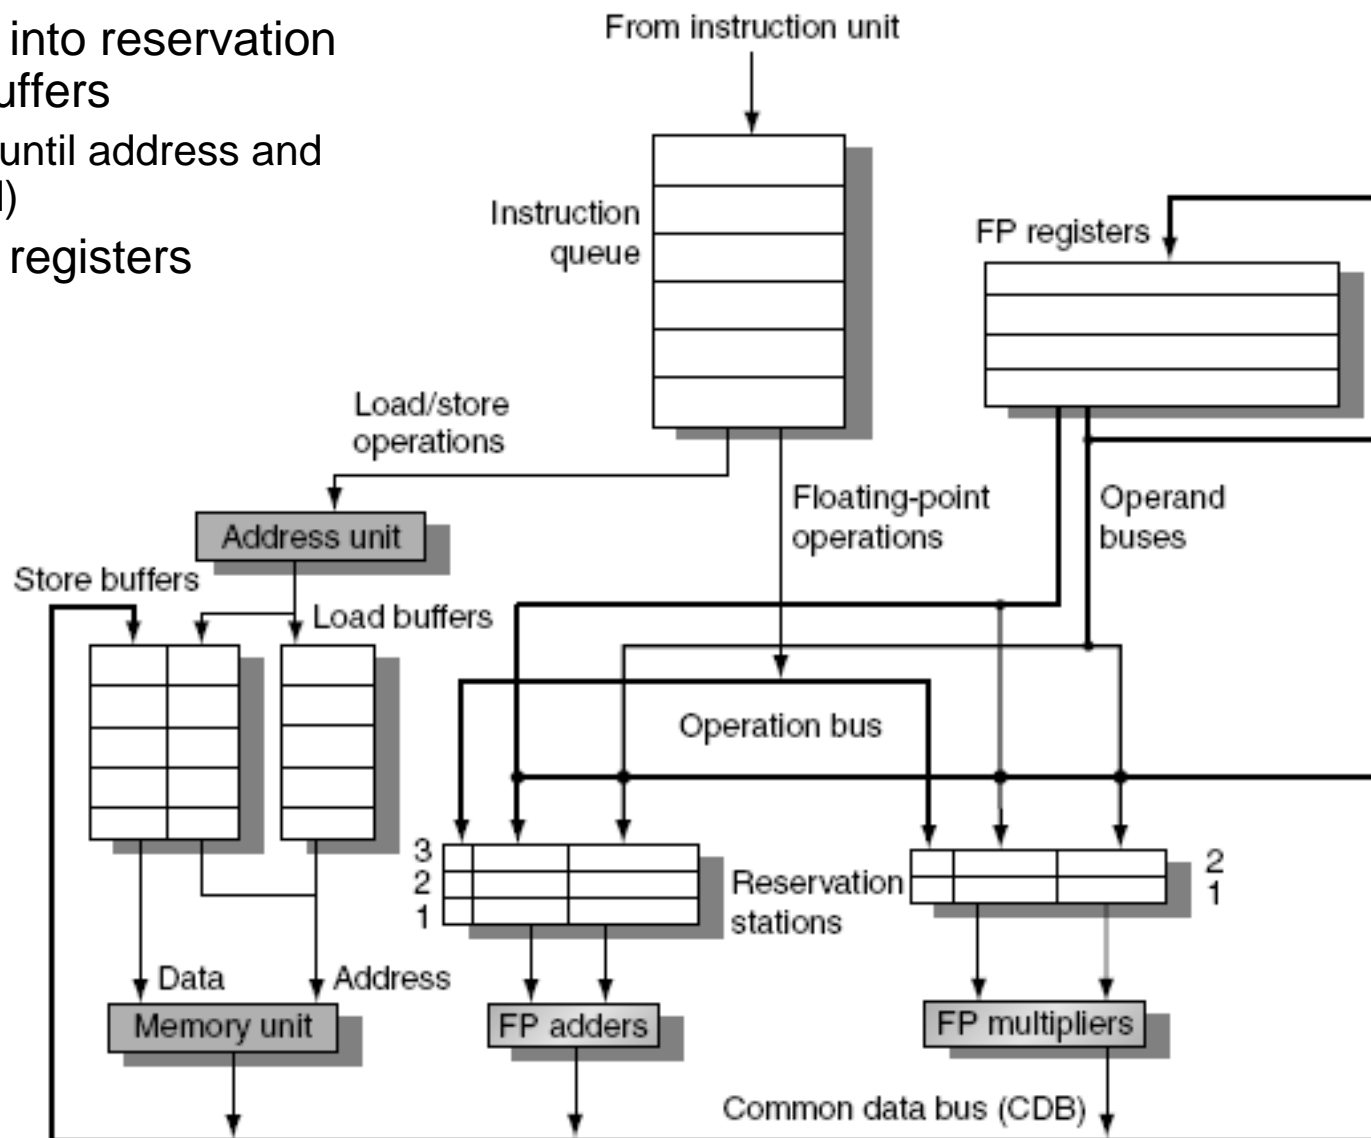 into reservation
uffers
until address and
)
registers
From instruction unit
Instruction
queue
FP registers
Load/store
operations
Floating-point
operations
Operand
buses
Address unit
Store buffers
Load buffers
Operation bus
3
2
1
Reservation
stations
2
1
Data
Address
Memory unit
FP adders
FP multipliers
Common data bus (CDB)